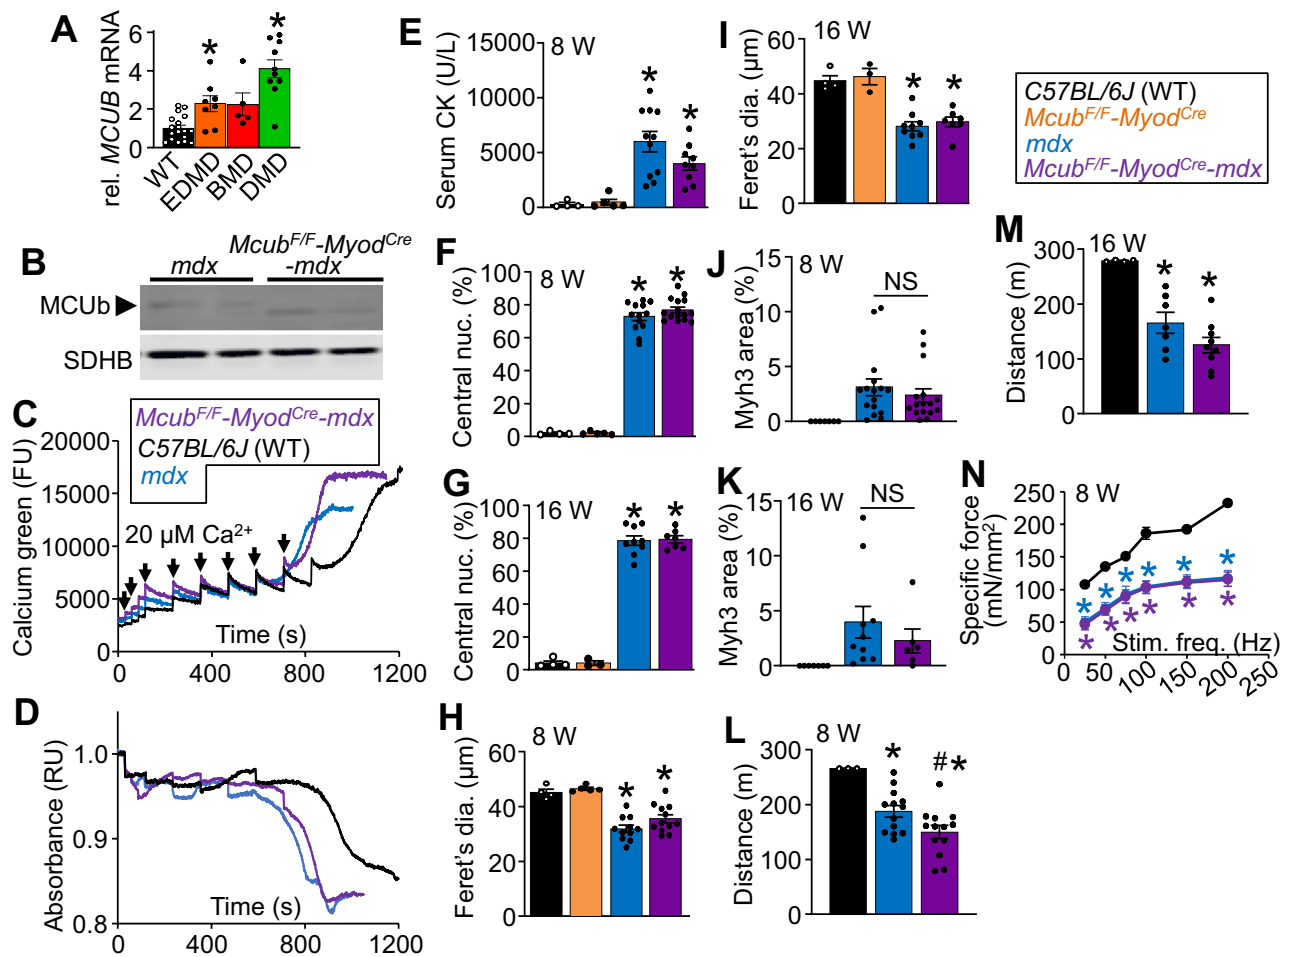 A
rel. MCUB mRNA
6
4
2
0
*
*
WT
EDMD
BMD
DMD
B
mdx
Mcub^F/F-Myod^Cre
-mdx
MCUb
SDHB
C
Mcub^F/F-Myod^Cre-mdx
C57BL/6J (WT)
mdx
Calcium green (FU)
20000
15000
10000
5000
0
20 µM Ca²⁺
Time (s)
0 400 800 1200
D
Absorbance (RU)
1.0
0.9
0.8
Time (s)
0 400 800 1200
E
Serum CK (U/L)
15000
10000
5000
0
8 W
*
*
F
Central nuc. (%)
100
80
60
40
20
0
8 W
* *
G
Central nuc. (%)
100
80
60
40
20
0
16 W
* *
H
Feret's dia. (µm)
60
40
20
0
8 W
*
*
I
Feret's dia. (µm)
60
40
20
0
16 W
* *
C57BL/6J (WT)
Mcub^F/F-Myod^Cre
mdx
Mcub^F/F-Myod^Cre-mdx
J
Myh3 area (%)
15
10
5
0
8 W
NS
K
Myh3 area (%)
15
10
5
0
16 W
NS
L
Distance (m)
300
200
100
0
8 W
*
#*
M
Distance (m)
300
200
100
0
16 W
*
*
N
Specific force
(mN/mm²)
250
200
150
100
50
0
8 W
* * * * * *
* * * * * *
Stim. freq. (Hz)
0 50 100 150 200 250